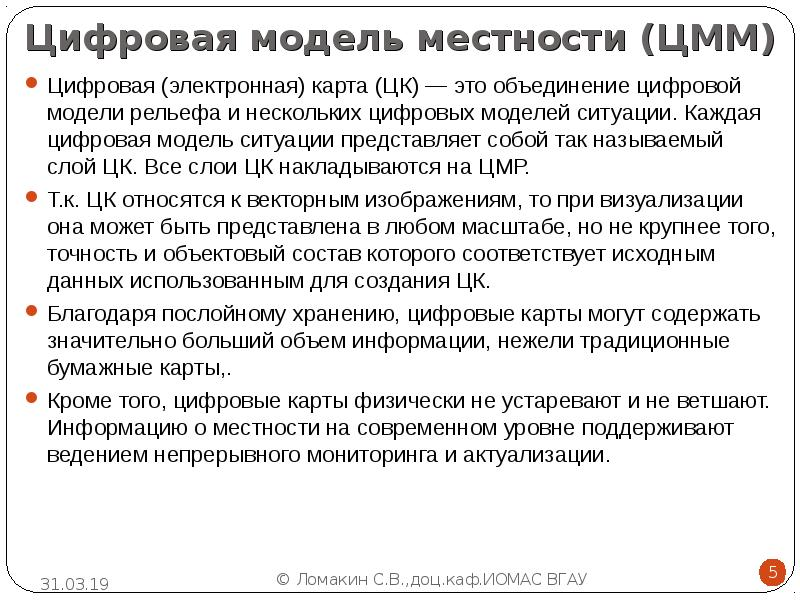 Цифровая модель местности (ЦММ)
Цифровая (электронная) карта (ЦК) — это объединение цифровой
модели рельефа и нескольких цифровых моделей ситуации. Каждая
цифровая модель ситуации представляет собой так называемый
слой ЦК. Все слои ЦК накладываются на ЦМР.
Т.к. ЦК относятся к векторным изображениям, то при визуализации
она может быть представлена в любом масштабе, но не крупнее того,
точность и объектовый состав которого соответствует исходным
данных использованным для создания ЦК.
Благодаря послойному хранению, цифровые карты могут содержать
значительно больший объем информации, нежели традиционные
бумажные карты,.
Кроме того, цифровые карты физически не устаревают и не ветшают.
Информацию о местности на современном уровне поддерживают
ведением непрерывного мониторинга и актуализации.
31.03.19
© Ломакин С.В.,доц.каф.ИОМАС ВГАУ
5